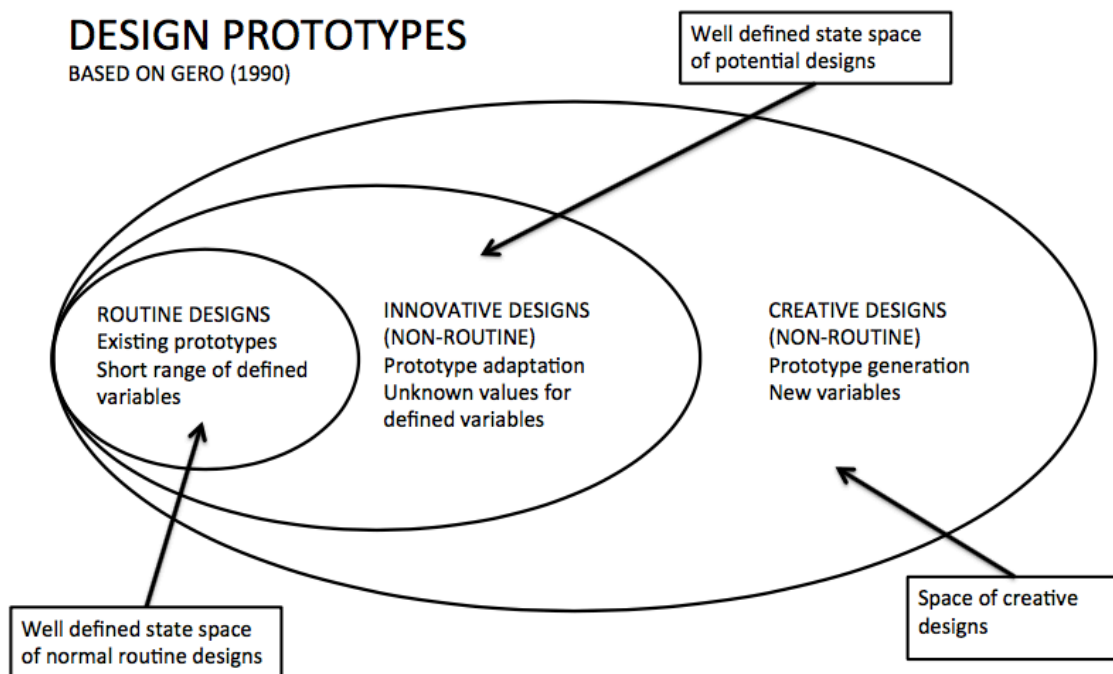 DESIGN PROTOTYPES
BASED ON GERO (1990)
Well defined state space
of potential designs
ROUTINE DESIGNS
Existing prototypes
Short range of defined
variables
INNOVATIVE DESIGNS
(NON-ROUTINE)
Prototype adaptation
Unknown values for
defined variables
CREATIVE DESIGNS
(NON-ROUTINE)
Prototype generation
New variables
Well defined state space
of normal routine designs
Space of creative
designs